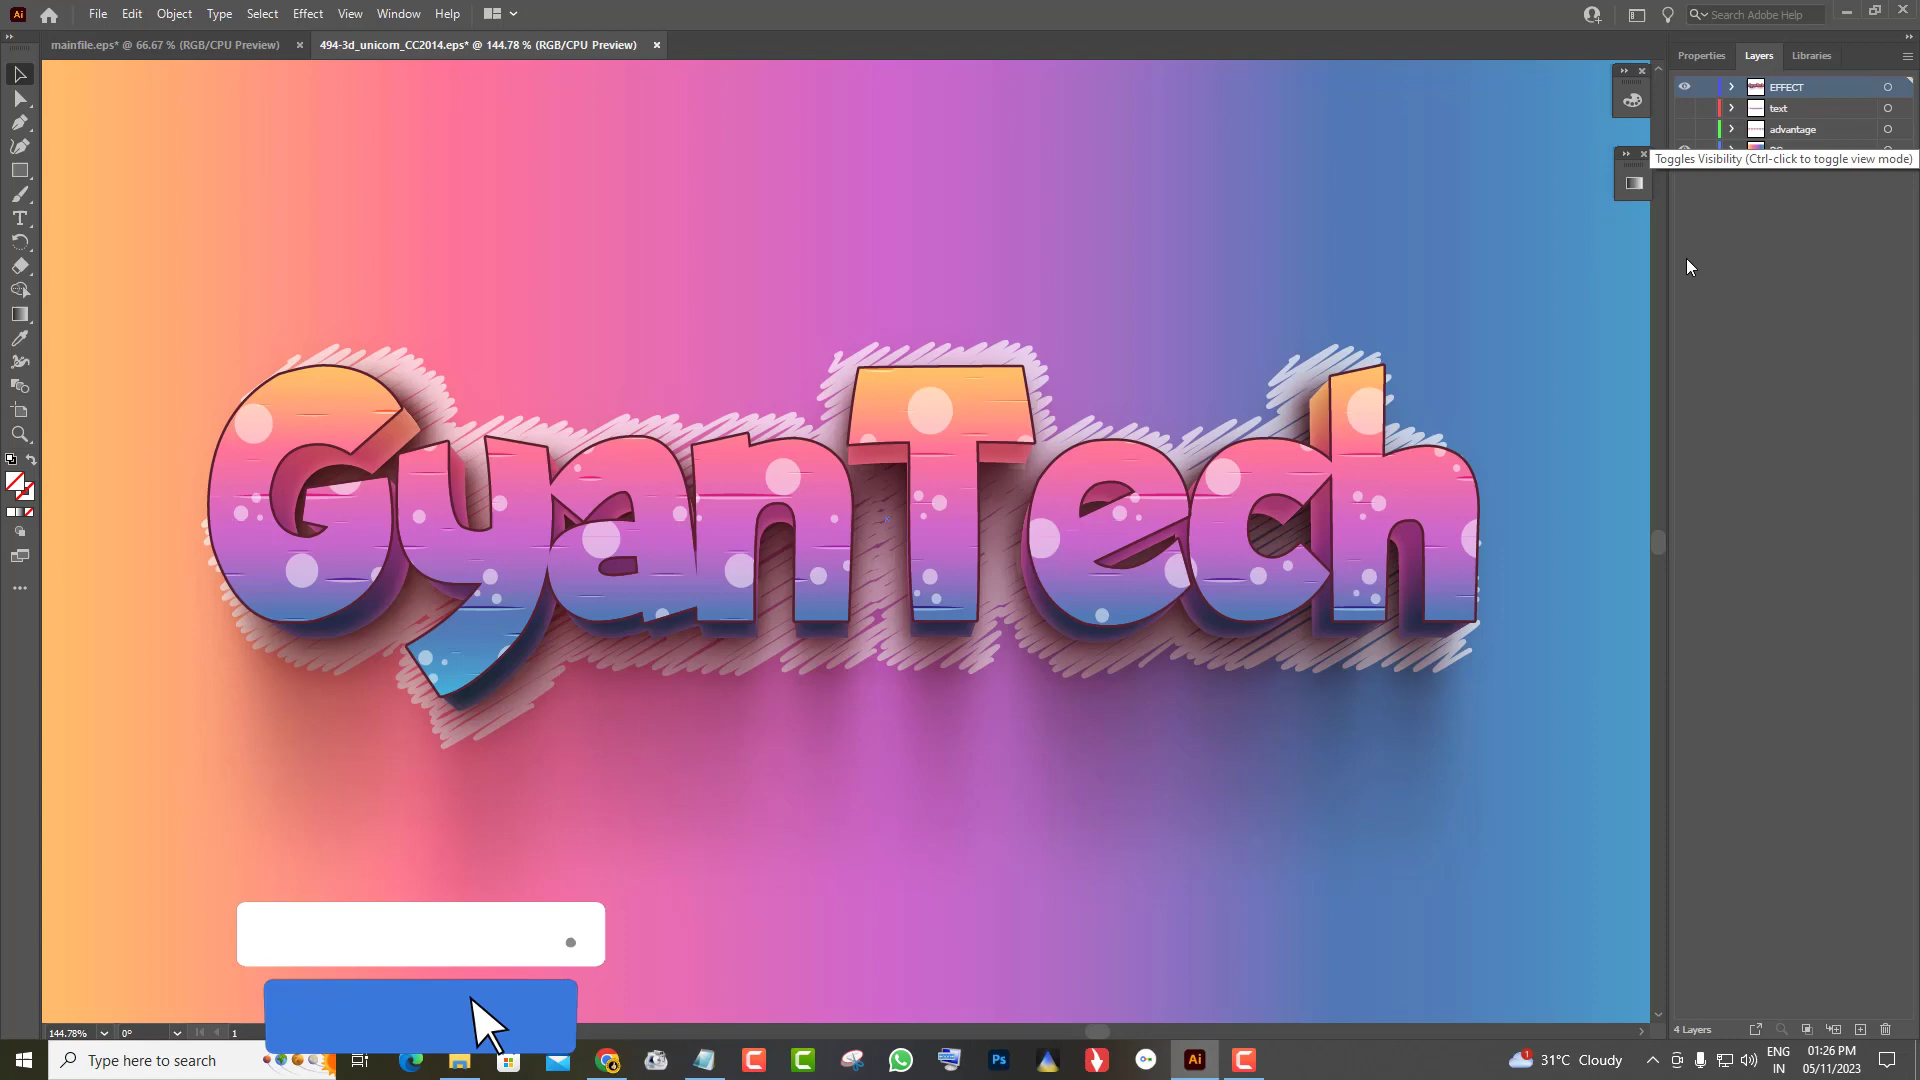 Ai File Edit Object Type Select Effect View Window Help
Search Adobe Help
mainfile.eps* @ 66.67 % (RGB/CPU Preview) ×
494-3d_unicorn_CC2014.eps* @ 144.78 % (RGB/CPU Preview) ×
Properties Layers Libraries
EFFECT
text
advantage
Toggles Visibility (Ctrl-click to toggle view mode)
GyanTech
144.78% 0° 1
4 Layers
Type here to search
Ps
Ai
31°C Cloudy
ENG
IN
01:26 PM
05/11/2023